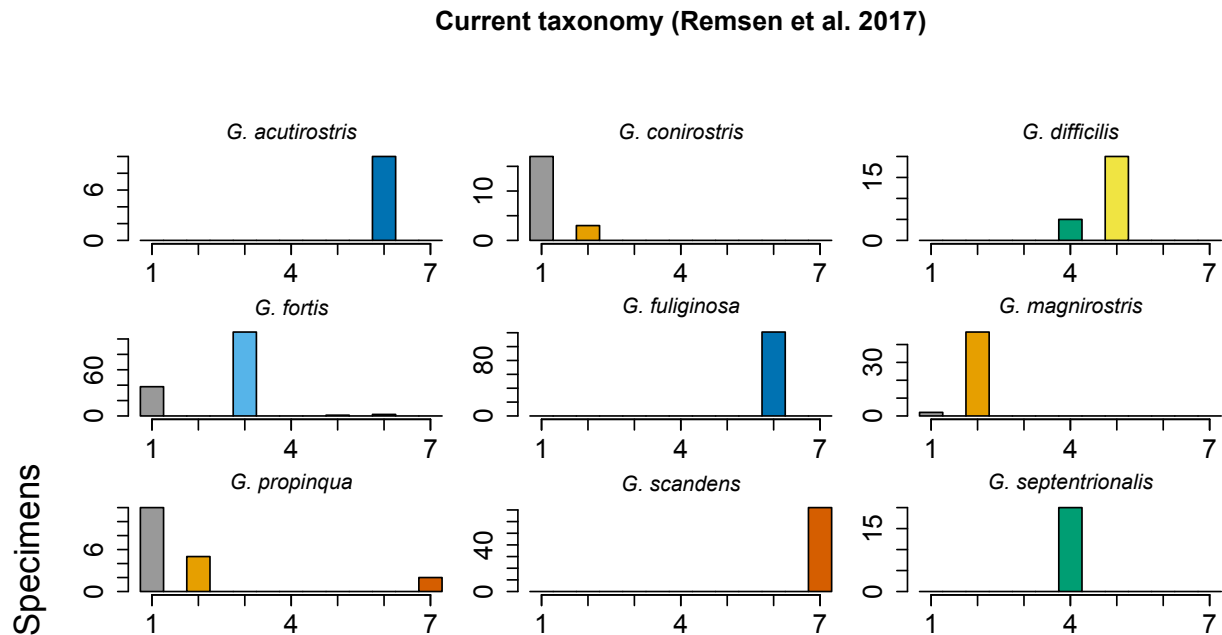 Current taxonomy (Remsen et al. 2017)
G. acutirostris G. conirostris G. difficilis
0 6 0 10 0 15
1 4 7 1 4 7 1 4 7
G. fortis G. fuliginosa G. magnirostris
0 60 0 80 0 30
1 4 7 1 4 7 1 4 7
G. propinqua G. scandens G. septentrionalis
0 6 0 40 0 15
1 4 7 1 4 7 1 4 7
Specimens